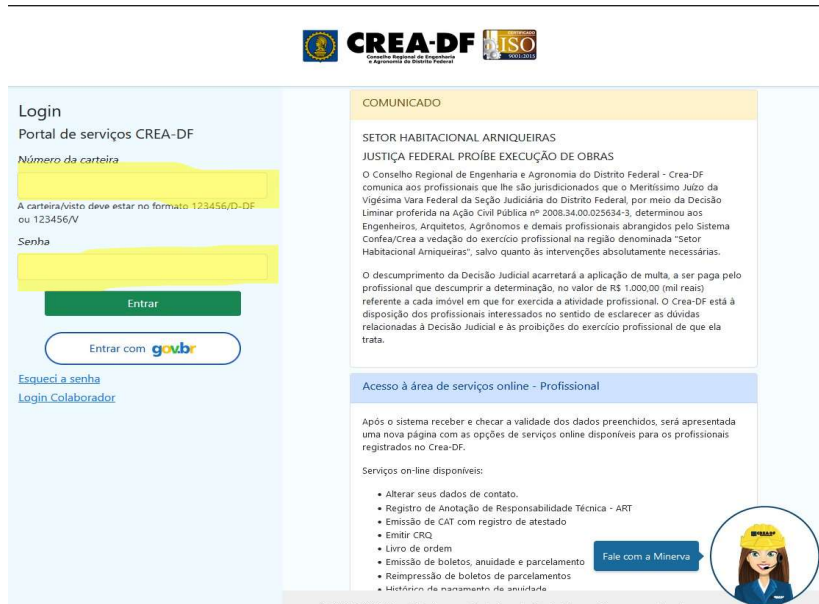 CREA-DF
Conselho Regional de Engenharia
e Agronomia do Distrito Federal
CERTIFICADO
ISO
9001:2015
Login
Portal de serviços CREA-DF
Número da carteira
A carteira/visto deve estar no formato 123456/D-DF
ou 123456/V
Senha
Entrar
Entrar com gov.br
Esqueci a senha
Login Colaborador
COMUNICADO
SETOR HABITACIONAL ARNIQUEIRAS
JUSTIÇA FEDERAL PROÍBE EXECUÇÃO DE OBRAS
O Conselho Regional de Engenharia e Agronomia do Distrito Federal - Crea-DF
comunica aos profissionais que lhe são jurisdicionados que o Meritíssimo Juízo da
Vigésima Vara Federal da Seção Judiciária do Distrito Federal, por meio da Decisão
Liminar proferida na Ação Civil Pública nº 2008.34.00.025634-3, determinou aos
Engenheiros, Arquitetos, Agrônomos e demais profissionais abrangidos pelo Sistema
Confea/Crea a vedação do exercício profissional na região denominada "Setor
Habitacional Arniqueiras", salvo quanto às intervenções absolutamente necessárias.
O descumprimento da Decisão Judicial acarretará a aplicação de multa, a ser paga pelo
profissional que descumprir a determinação, no valor de R$ 1.000,00 (mil reais)
referente a cada imóvel em que for exercida a atividade profissional. O Crea-DF está à
disposição dos profissionais interessados no sentido de esclarecer as dúvidas
relacionadas à Decisão Judicial e às proibições do exercício profissional de que ela
trata.
Acesso à área de serviços online - Profissional
Após o sistema receber e checar a validade dos dados preenchidos, será apresentada
uma nova página com as opções de serviços online disponíveis para os profissionais
registrados no Crea-DF.
Serviços on-line disponíveis:
• Alterar seus dados de contato.
• Registro de Anotação de Responsabilidade Técnica - ART
• Emissão de CAT com registro de atestado
• Emitir CRQ
• Livro de ordem
• Emissão de boletos, anuidade e parcelamento
• Reimpressão de boletos de parcelamentos
• Histórico de pagamento de anuidade
Fale com a Minerva
CREA-DF